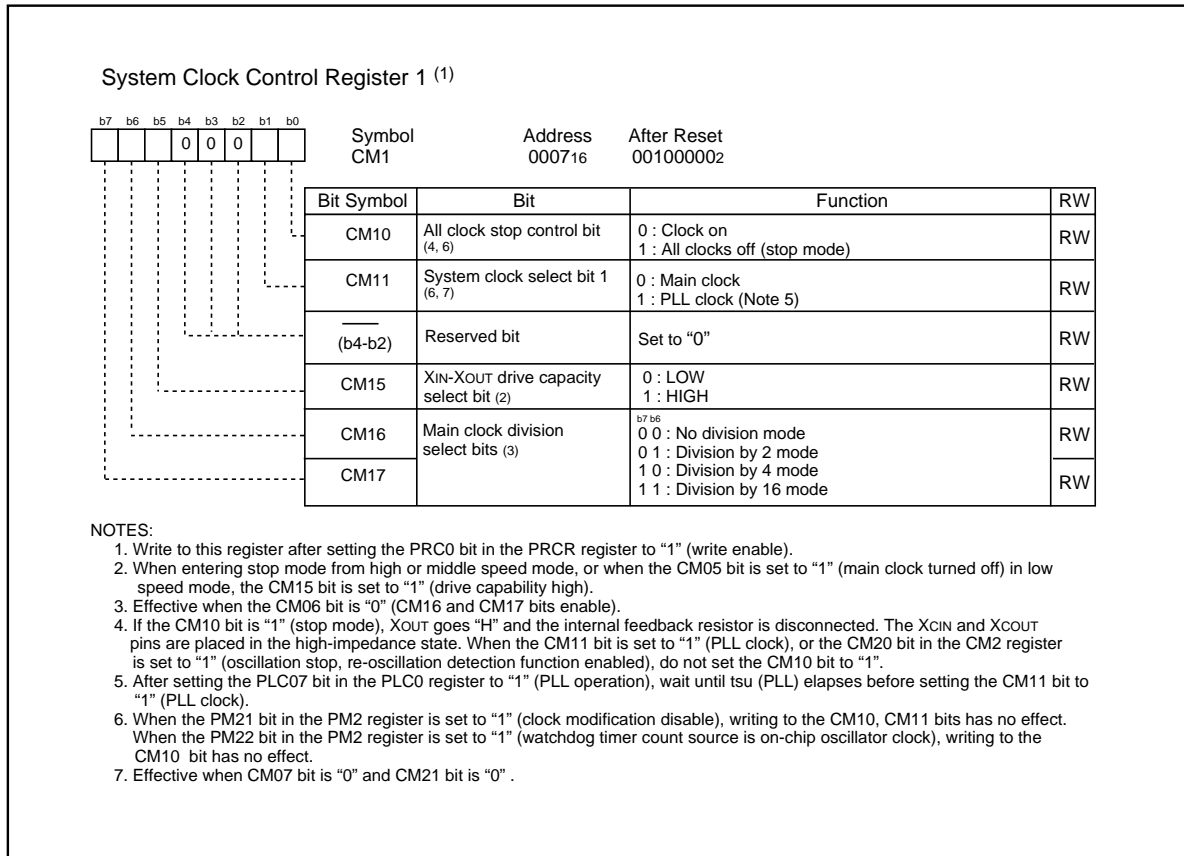 System Clock Control Register 1 (1)
b7 b6 b5 b4 b3 b2 b1 b0
0 0 0
Symbol Address After Reset
CM1 000716 001000002
Bit Symbol Bit Function RW
CM10 All clock stop control bit (4, 6) 0 : Clock on RW
1 : All clocks off (stop mode)
CM11 System clock select bit 1 (6, 7) 0 : Main clock RW
1 : PLL clock (Note 5)
(b4-b2) Reserved bit Set to “0” RW
CM15 XIN-XOUT drive capacity select bit (2) 0 : LOW RW
1 : HIGH
CM16 Main clock division select bits (3) b7 b6 RW
0 0 : No division mode
0 1 : Division by 2 mode
CM17 1 0 : Division by 4 mode RW
1 1 : Division by 16 mode
NOTES:
1. Write to this register after setting the PRC0 bit in the PRCR register to “1” (write enable).
2. When entering stop mode from high or middle speed mode, or when the CM05 bit is set to “1” (main clock turned off) in low
speed mode, the CM15 bit is set to “1” (drive capability high).
3. Effective when the CM06 bit is “0” (CM16 and CM17 bits enable).
4. If the CM10 bit is “1” (stop mode), XOUT goes “H” and the internal feedback resistor is disconnected. The XCIN and XCOUT
pins are placed in the high-impedance state. When the CM11 bit is set to “1” (PLL clock), or the CM20 bit in the CM2 register
is set to “1” (oscillation stop, re-oscillation detection function enabled), do not set the CM10 bit to “1”.
5. After setting the PLC07 bit in the PLC0 register to “1” (PLL operation), wait until tsu (PLL) elapses before setting the CM11 bit to
“1” (PLL clock).
6. When the PM21 bit in the PM2 register is set to “1” (clock modification disable), writing to the CM10, CM11 bits has no effect.
When the PM22 bit in the PM2 register is set to “1” (watchdog timer count source is on-chip oscillator clock), writing to the
CM10 bit has no effect.
7. Effective when CM07 bit is “0” and CM21 bit is “0” .